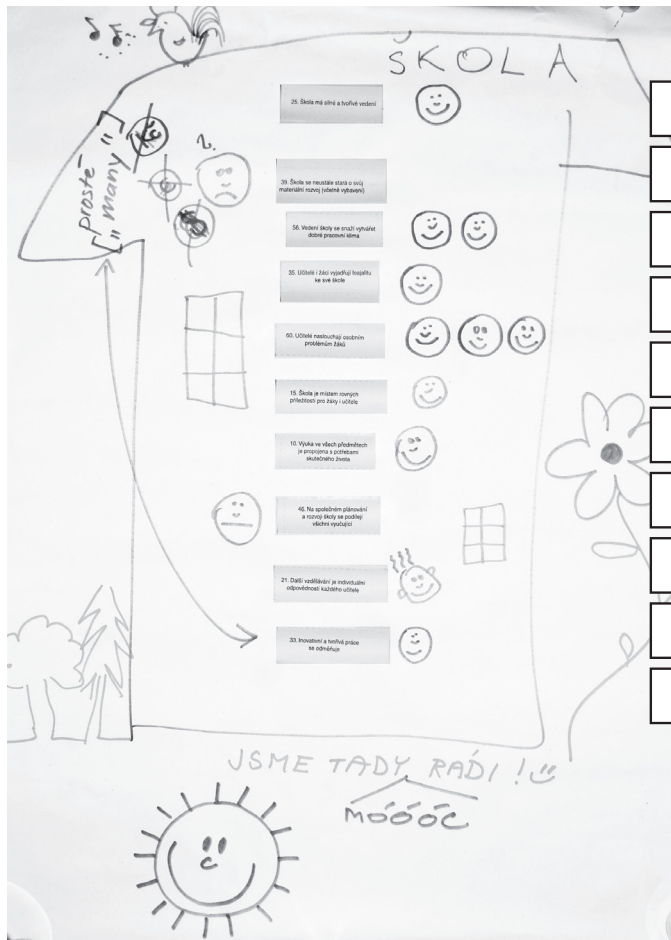 ŠKOLA
25. Škola má silné a tvořivé vedení
prostě
"many"
2.
39. Škola se neustále stará o svůj
materiální rozvoj (včetně vybavení)
56. Vedení školy se snaží vytvářet
dobré pracovní klima
35. Učitelé i žáci vyjadřují loajalitu
ke své škole
60. Učitelé naslouchají osobním
problémům žáků
15. Škola je místem rovných
příležitostí pro žáky i učitele
10. Výuka ve všech předmětech
je propojena s potřebami
skutečného života
46. Na společném plánování
a rozvoji školy se podílejí
všichni vyučující
21. Další vzdělávání je individuální
odpovědností každého učitele
33. Inovativní a tvořivá práce
se odměňuje
JSME TADY RÁDI !
MÓÓÓC